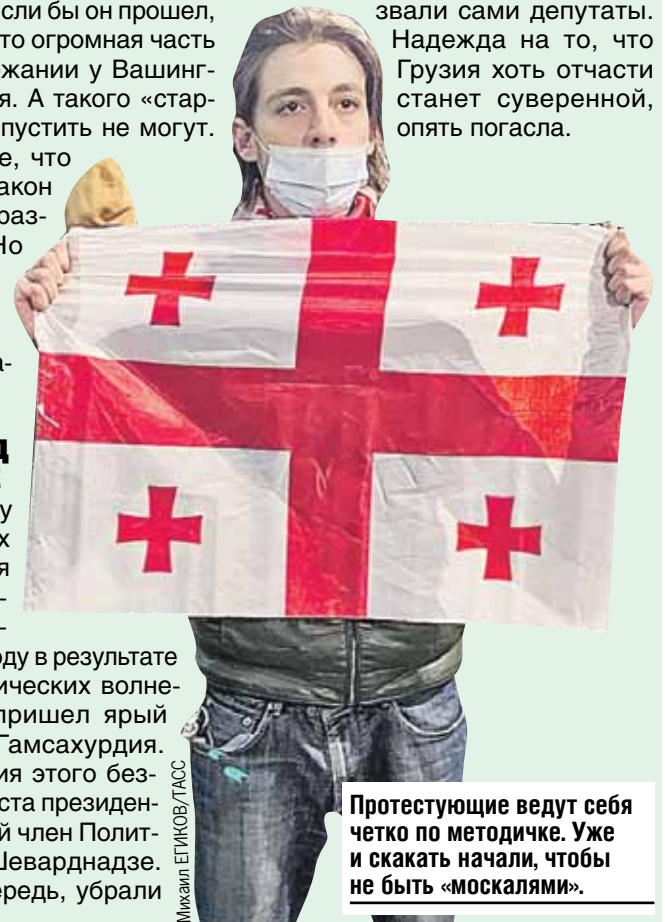 если бы он прошел,
то огромная часть
жании у Вашинг-
я. А такого «стар-
пустить не могут.
е, что
акон
раз-
Но
а-
д
у
х
я
-
-
оду в результате
ических волне-
пришел ярый
Гамсахурдия.
ия этого без-
ста президен-
й член Полит-
Шеварднадзе.
ередь, убрали
звали сами депутаты.
Надежда на то, что
Грузия хоть отчасти
станет суверенной,
опять погасла.
Михаил ЕГИКОВ/ТАСС
Протестующие ведут себя
четко по методичке. Уже
и скакать начали, чтобы
не быть «москалями».